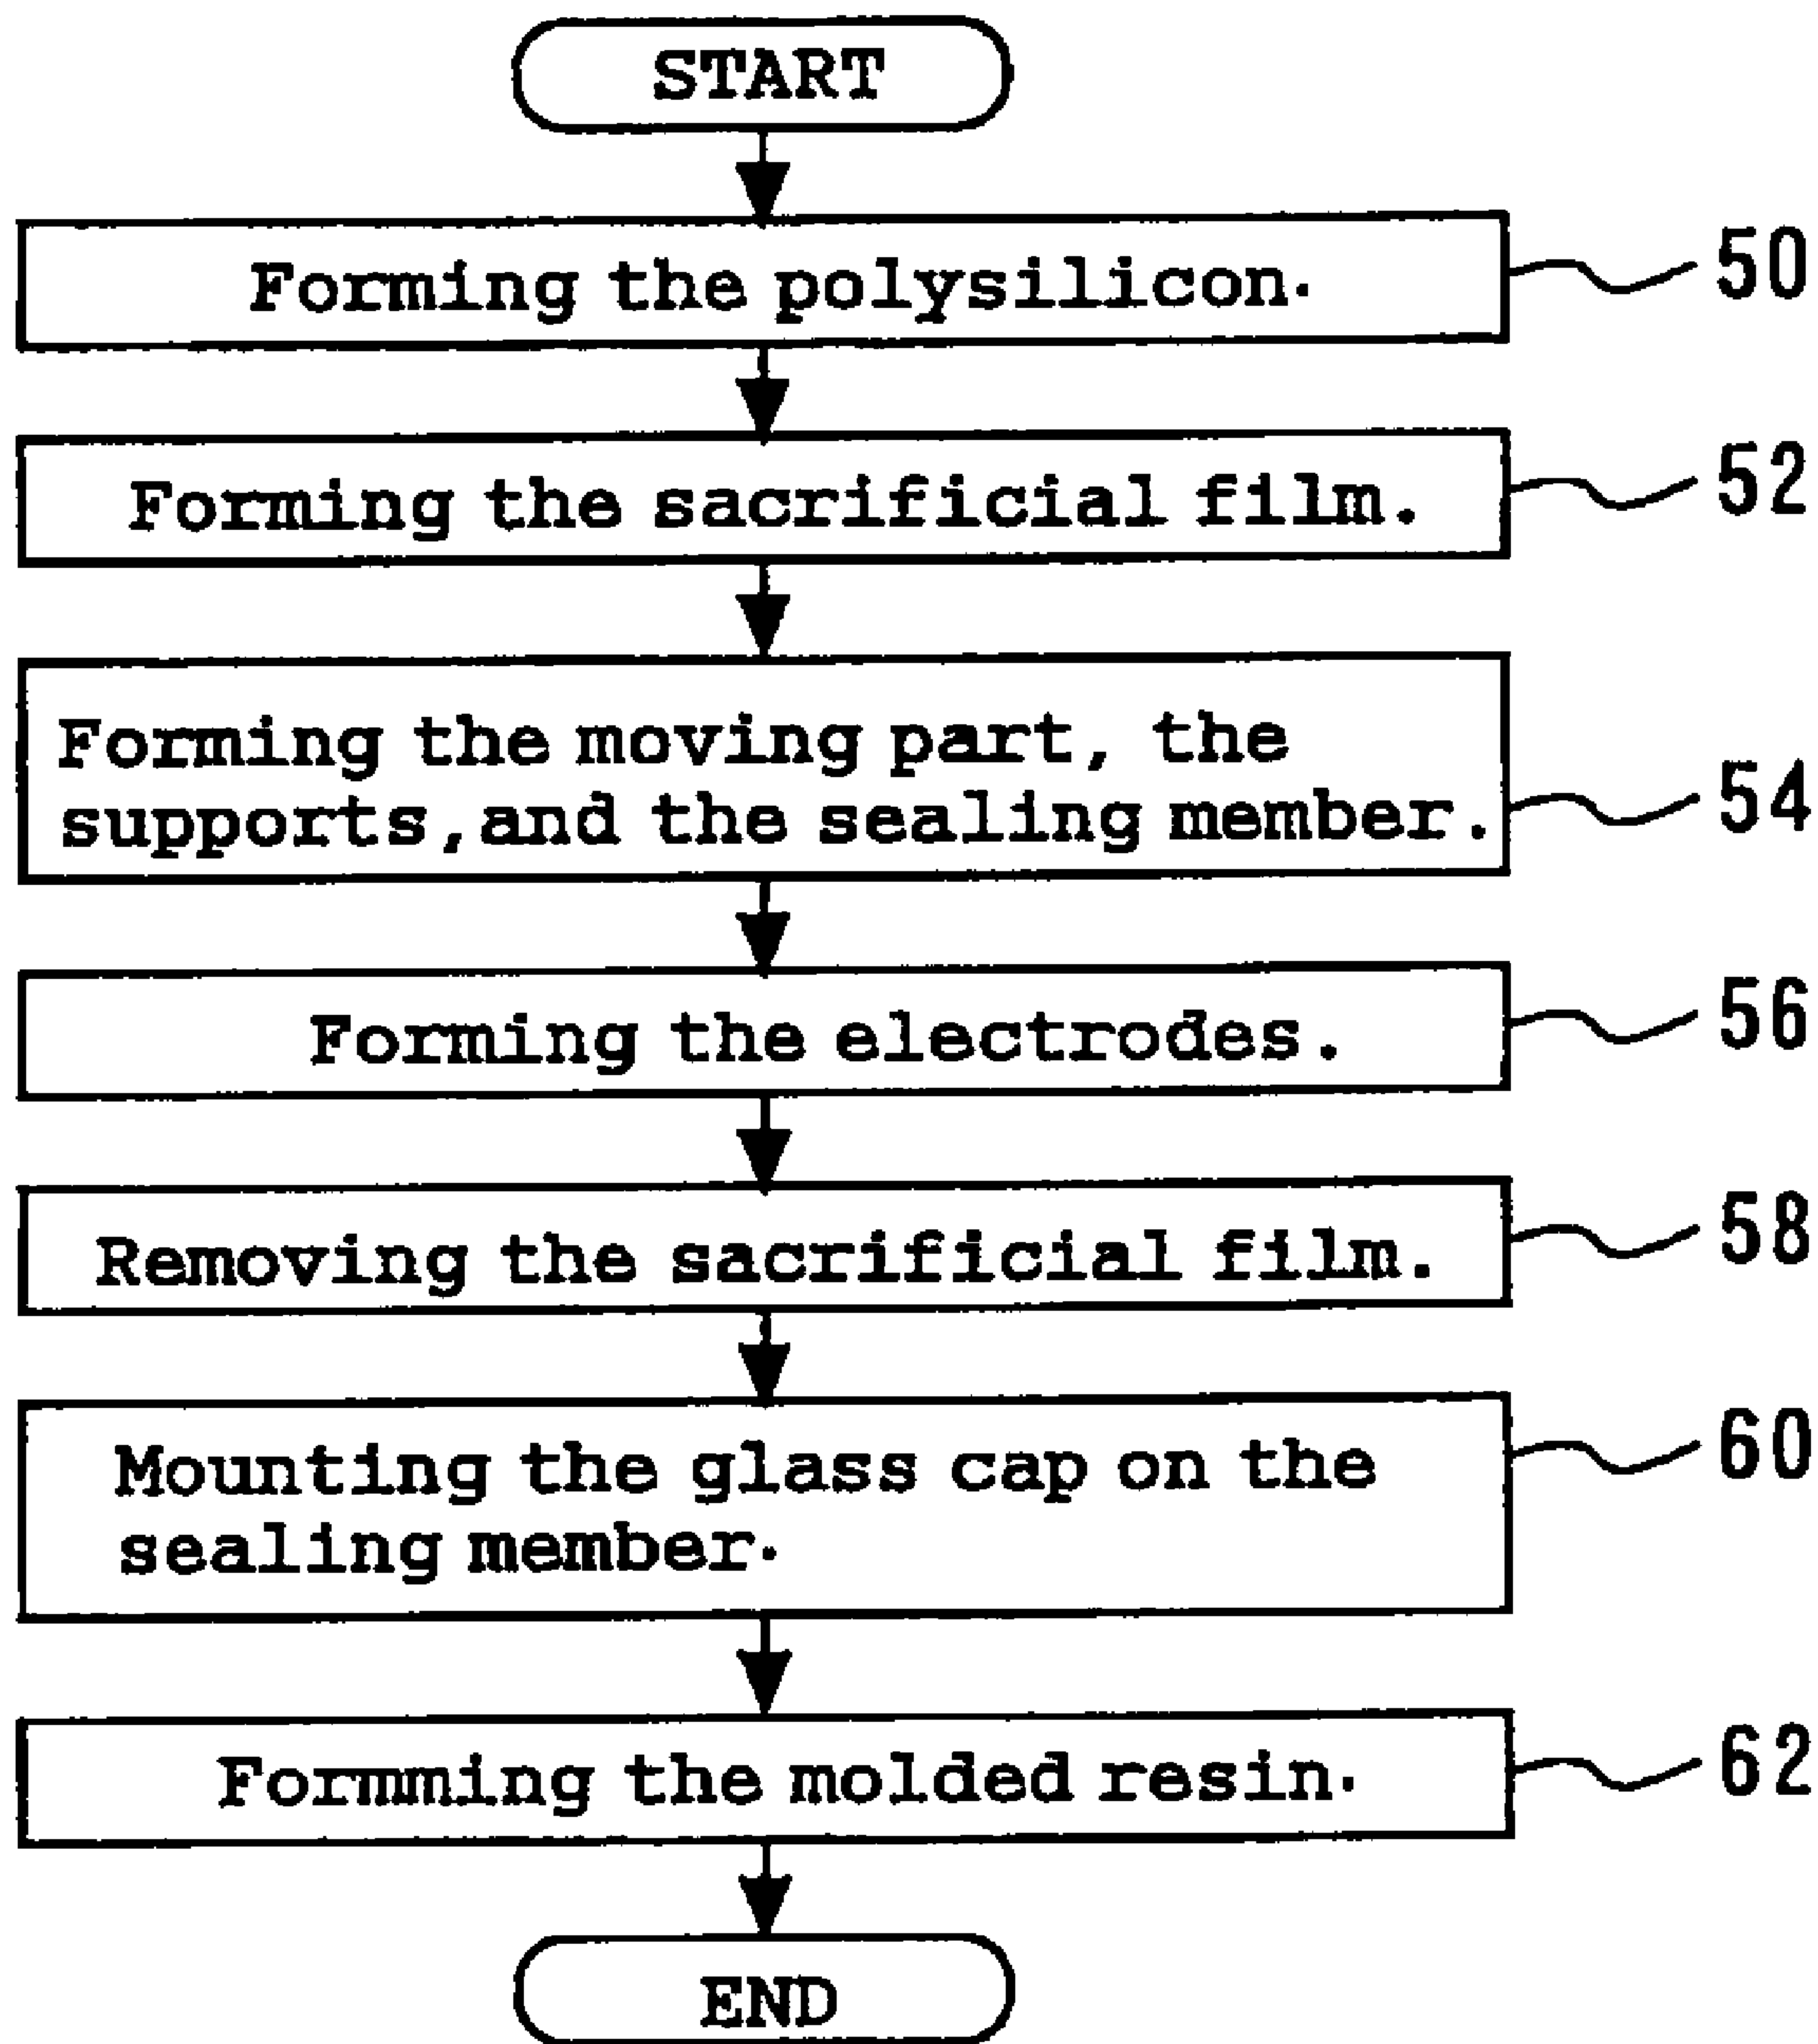 START
Forming the polysilicon.
50
Forming the sacrificial film.
52
Forming the moving part, the
supports, and the sealing member.
54
Forming the electrodes.
56
Removing the sacrificial film.
58
Mounting the glass cap on the
sealing member.
60
Formming the molded resin.
62
END